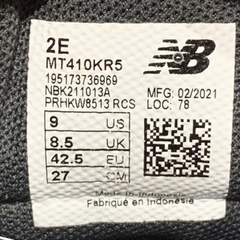 2E
MT410KR5
195173736969
NBK211013A
PRHKW8513 RCS
MFG: 02/2021
LOC: 78
9 US
8.5 UK
42.5 EU
27 CM
Made in Indonesia
Fabriqué en Indonésie